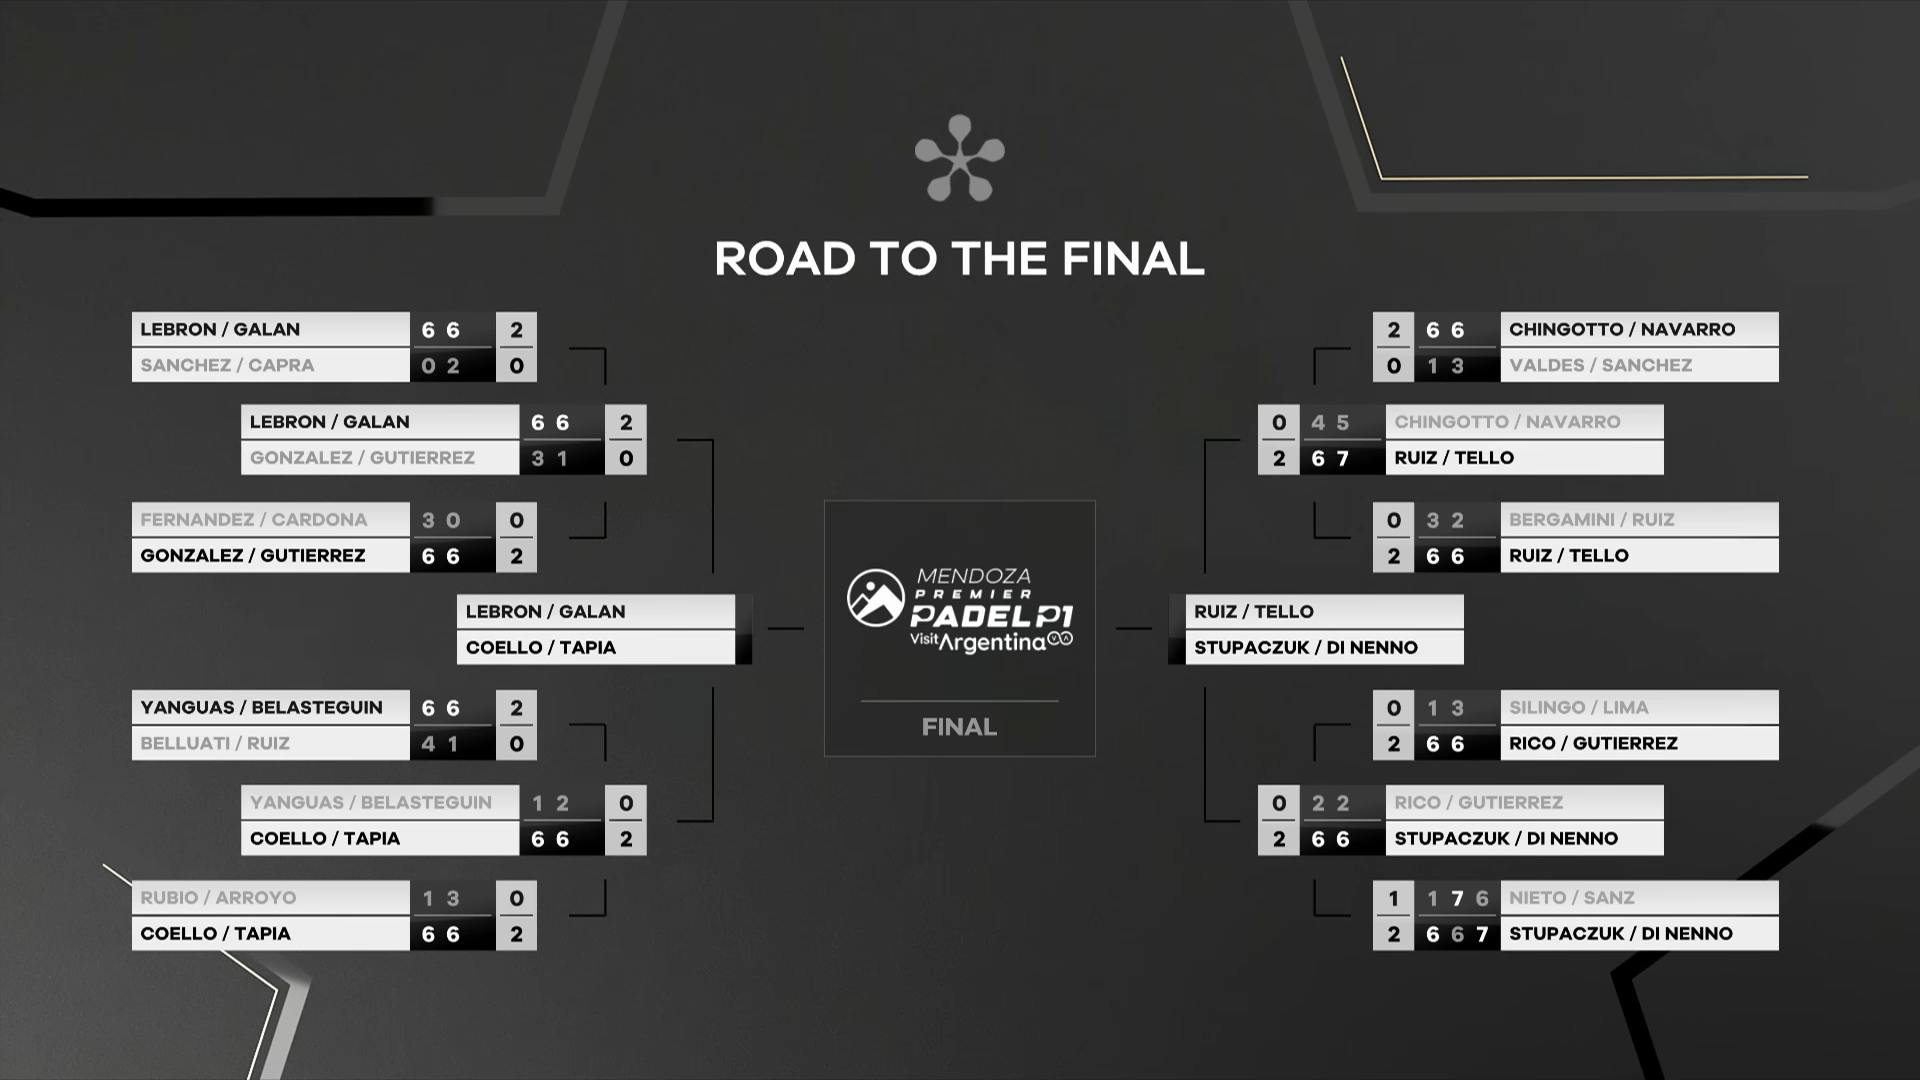 ROAD TO THE FINAL
LEBRON / GALAN 6 6 2
SANCHEZ / CAPRA 0 2 0
LEBRON / GALAN 6 6 2
GONZALEZ / GUTIERREZ 3 1 0
FERNANDEZ / CARDONA 3 0 0
GONZALEZ / GUTIERREZ 6 6 2
LEBRON / GALAN
COELLO / TAPIA
YANGUAS / BELASTEGUIN 6 6 2
BELLUATI / RUIZ 4 1 0
YANGUAS / BELASTEGUIN 1 2 0
COELLO / TAPIA 6 6 2
RUBIO / ARROYO 1 3 0
COELLO / TAPIA 6 6 2
MENDOZA
PREMIER
PADEL P1
Visit Argentina
FINAL
2 6 6 CHINGOTTO / NAVARRO
0 1 3 VALDES / SANCHEZ
0 4 5 CHINGOTTO / NAVARRO
2 6 7 RUIZ / TELLO
0 3 2 BERGAMINI / RUIZ
2 6 6 RUIZ / TELLO
RUIZ / TELLO
STUPACZUK / DI NENNO
0 1 3 SILINGO / LIMA
2 6 6 RICO / GUTIERREZ
0 2 2 RICO / GUTIERREZ
2 6 6 STUPACZUK / DI NENNO
1 1 7 6 NIETO / SANZ
2 6 6 7 STUPACZUK / DI NENNO